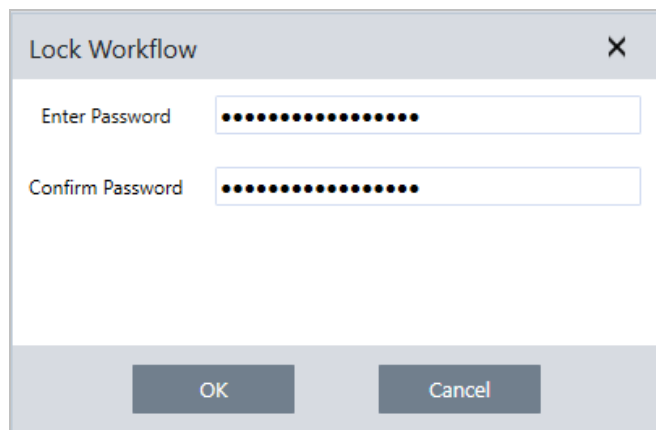 Lock Workflow
Enter Password •••••••••••••••••
Confirm Password •••••••••••••••••
OK Cancel